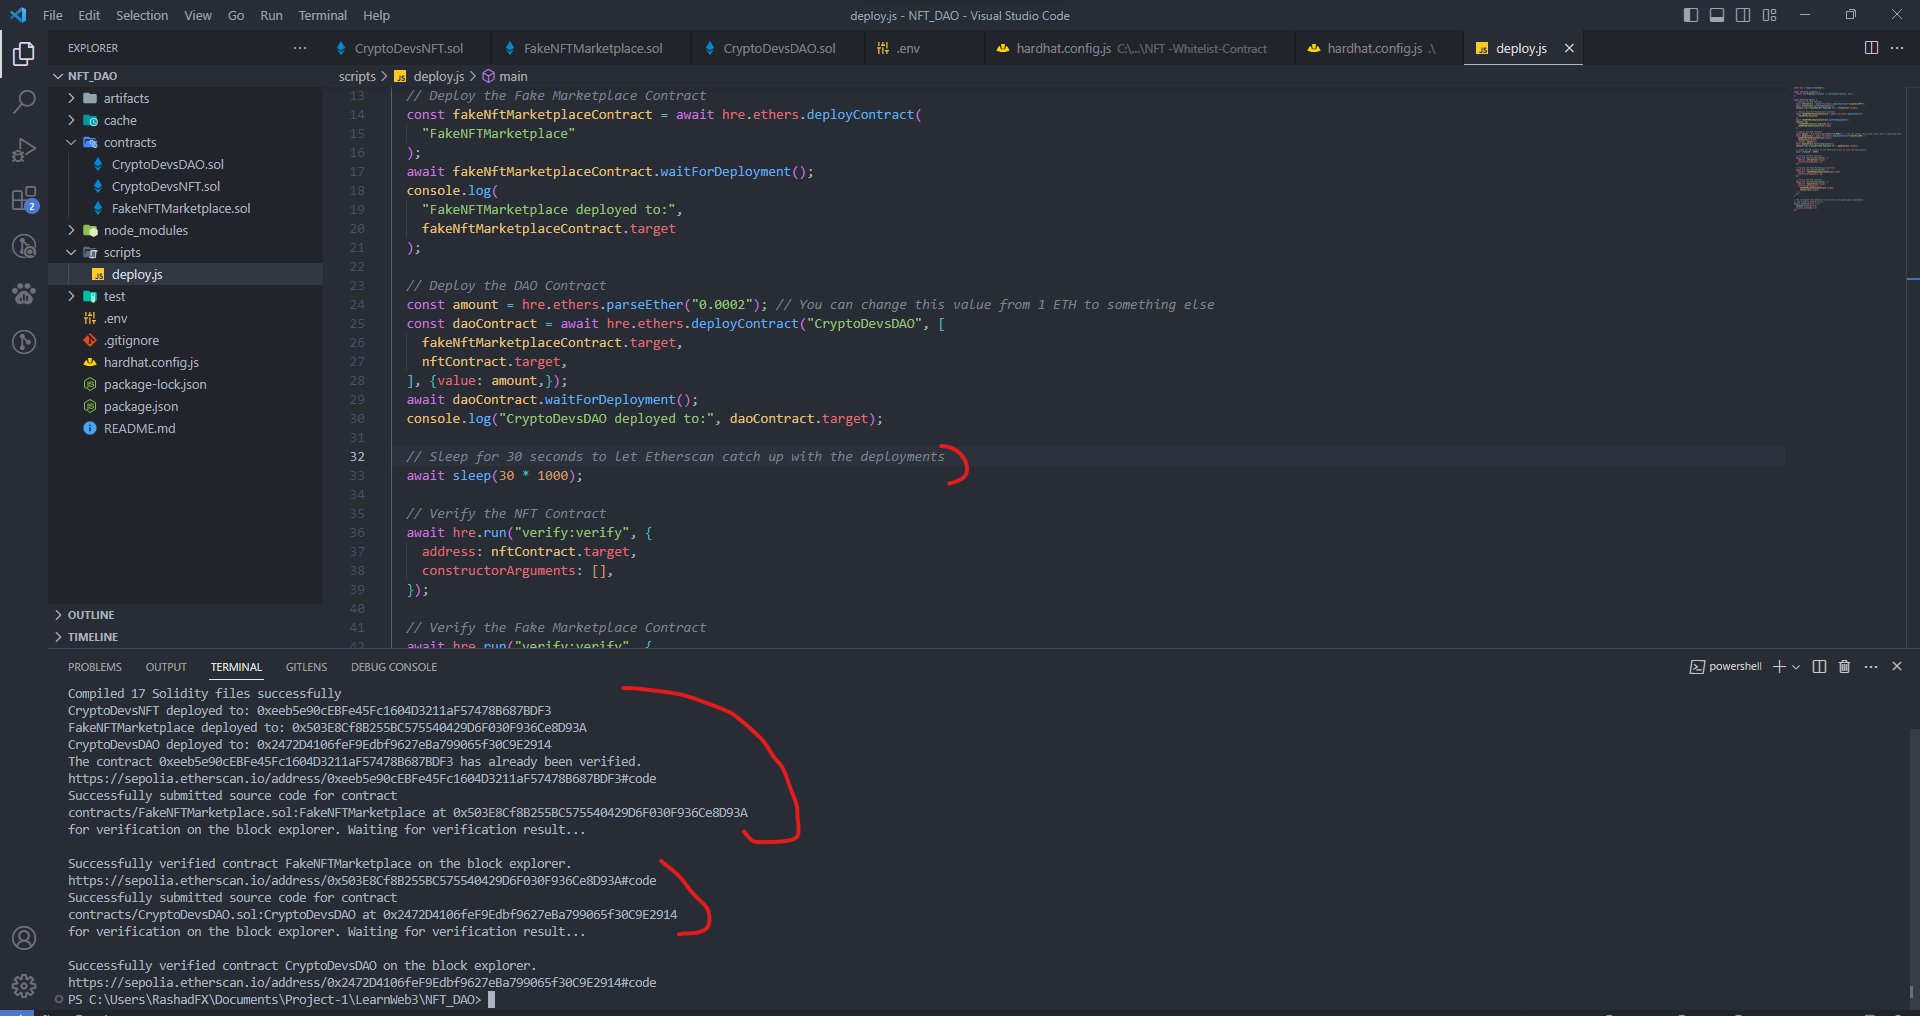 File Edit Selection View Go Run Terminal Help
deploy.js - NFT_DAO - Visual Studio Code
EXPLORER
CryptoDevsNFT.sol
FakeNFTMarketplace.sol
CryptoDevsDAO.sol
.env
hardhat.config.js C:\...\NFT -Whitelist-Contract
hardhat.config.js .\
deploy.js
NFT_DAO
artifacts
cache
contracts
CryptoDevsDAO.sol
CryptoDevsNFT.sol
FakeNFTMarketplace.sol
node_modules
scripts
deploy.js
test
.env
.gitignore
hardhat.config.js
package-lock.json
package.json
README.md
OUTLINE
TIMELINE
2
scripts > deploy.js > main
13 // Deploy the Fake Marketplace Contract
14 const fakeNftMarketplaceContract = await hre.ethers.deployContract(
15 "FakeNFTMarketplace"
16 );
17 await fakeNftMarketplaceContract.waitForDeployment();
18 console.log(
19 "FakeNFTMarketplace deployed to:",
20 fakeNftMarketplaceContract.target
21 );
22
23 // Deploy the DAO Contract
24 const amount = hre.ethers.parseEther("0.0002"); // You can change this value from 1 ETH to something else
25 const daoContract = await hre.ethers.deployContract("CryptoDevsDAO", [
26 fakeNftMarketplaceContract.target,
27 nftContract.target,
28 ], {value: amount,});
29 await daoContract.waitForDeployment();
30 console.log("CryptoDevsDAO deployed to:", daoContract.target);
31
32 // Sleep for 30 seconds to let Etherscan catch up with the deployments
33 await sleep(30 * 1000);
34
35 // Verify the NFT Contract
36 await hre.run("verify:verify", {
37 address: nftContract.target,
38 constructorArguments: [],
39 });
40
41 // Verify the Fake Marketplace Contract
42 await hre.run("verify:verify", {
PROBLEMS OUTPUT TERMINAL GITLENS DEBUG CONSOLE
powershell
Compiled 17 Solidity files successfully
CryptoDevsNFT deployed to: 0xeeb5e90cEBFe45Fc1604D3211aF57478B687BDF3
FakeNFTMarketplace deployed to: 0x503E8Cf8B255BC575540429D6F030F936Ce8D93A
CryptoDevsDAO deployed to: 0x2472D4106feF9Edbf9627eBa799065f30C9E2914
The contract 0xeeb5e90cEBFe45Fc1604D3211aF57478B687BDF3 has already been verified.
https://sepolia.etherscan.io/address/0xeeb5e90cEBFe45Fc1604D3211aF57478B687BDF3#code
Successfully submitted source code for contract
contracts/FakeNFTMarketplace.sol:FakeNFTMarketplace at 0x503E8Cf8B255BC575540429D6F030F936Ce8D93A
for verification on the block explorer. Waiting for verification result...
Successfully verified contract FakeNFTMarketplace on the block explorer.
https://sepolia.etherscan.io/address/0x503E8Cf8B255BC575540429D6F030F936Ce8D93A#code
Successfully submitted source code for contract
contracts/CryptoDevsDAO.sol:CryptoDevsDAO at 0x2472D4106feF9Edbf9627eBa799065f30C9E2914
for verification on the block explorer. Waiting for verification result...
Successfully verified contract CryptoDevsDAO on the block explorer.
https://sepolia.etherscan.io/address/0x2472D4106feF9Edbf9627eBa799065f30C9E2914#code
PS C:\Users\RashadFX\Documents\Project-1\LearnWeb3\NFT_DAO>